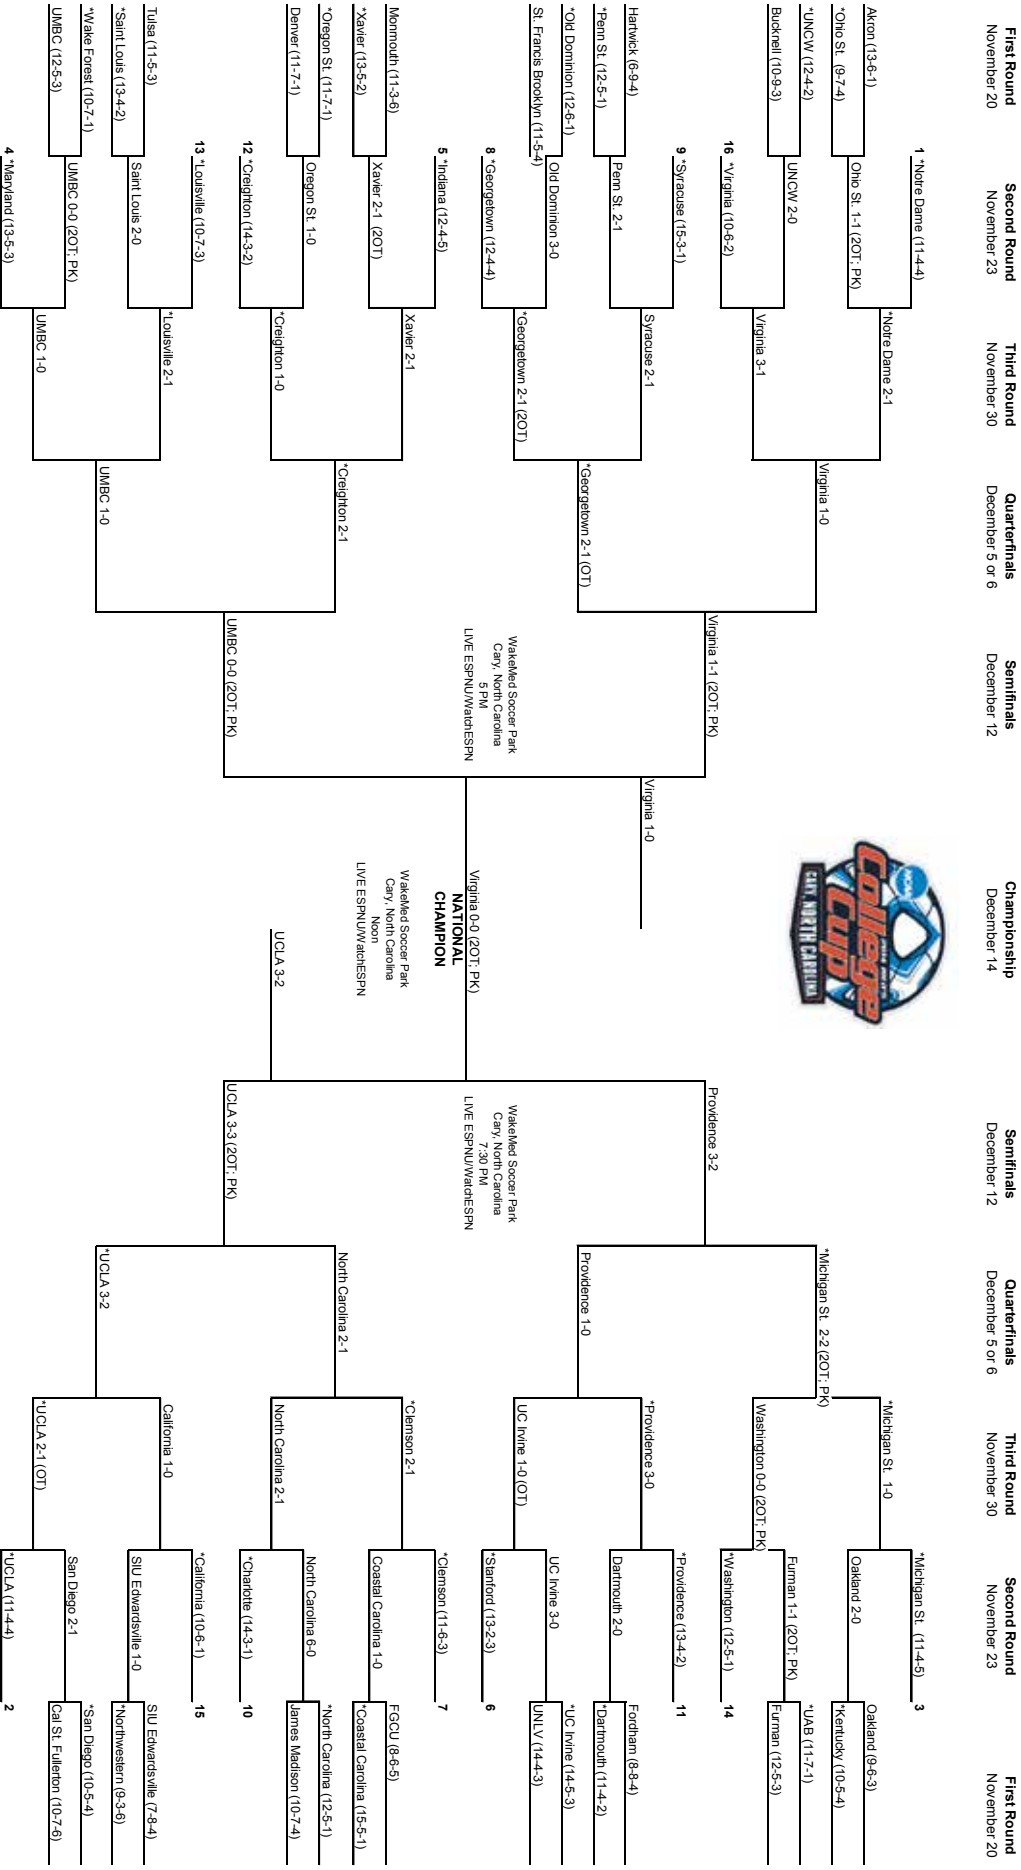 First Round
November 20
Second Round
November 23
Third Round
November 30
Quarterfinals
December 5 or 6
Semifinals
December 12
Championship
December 14
Semifinals
December 12
Quarterfinals
December 5 or 6
Third Round
November 30
Second Round
November 23
First Round
November 20
Akron (13-6-1)
*Ohio St. (9-7-4)
*UNCW (12-4-2)
Bucknell (10-9-3)
Hartwick (6-9-4)
*Penn St. (12-5-1)
*Old Dominion (12-6-1)
St. Francis Brooklyn (11-5-4)
Monmouth (11-3-6)
*Xavier (13-5-2)
*Oregon St. (11-7-1)
Denver (11-7-1)
Tulsa (11-5-3)
*Saint Louis (13-4-2)
*Wake Forest (10-7-1)
UMBC (12-5-3)
1 *Notre Dame (11-4-4)
Ohio St. 1-1 (2OT; PK)
UNCW 2-0
16 *Virginia (10-6-2)
9 *Syracuse (15-3-1)
Penn St. 2-1
Old Dominion 3-0
8 *Georgetown (12-4-4)
5 *Indiana (12-4-5)
Xavier 2-1 (2OT)
Oregon St. 1-0
12 *Creighton (14-3-2)
13 *Louisville (10-7-3)
Saint Louis 2-0
UMBC 0-0 (2OT; PK)
4 *Maryland (13-5-3)
*Notre Dame 2-1
Virginia 3-1
Syracuse 2-1
*Georgetown 2-1 (2OT)
Xavier 2-1
*Creighton 1-0
*Louisville 2-1
UMBC 1-0
Virginia 1-0
*Georgetown 2-1 (OT)
*Creighton 2-1
UMBC 1-0
Virginia 1-1 (2OT; PK)
WakeMed Soccer Park
Cary, North Carolina
5 PM
LIVE ESPNU/WatchESPN
UMBC 0-0 (2OT; PK)
NCAA
College
Cup
CARY, NORTH CAROLINA
Virginia 1-0
Virginia 0-0 (2OT; PK)
NATIONAL
CHAMPION
WakeMed Soccer Park
Cary, North Carolina
Noon
LIVE ESPNU/WatchESPN
UCLA 3-2
Providence 3-2
WakeMed Soccer Park
Cary, North Carolina
7:30 PM
LIVE ESPNU/WatchESPN
UCLA 3-3 (2OT; PK)
*Michigan St. 2-2 (2OT; PK)
Providence 1-0
North Carolina 2-1
*UCLA 3-2
*Michigan St. 1-0
Washington 0-0 (2OT; PK)
*Providence 3-0
UC Irvine 1-0 (OT)
*Clemson 2-1
North Carolina 2-1
California 1-0
*UCLA 2-1 (OT)
*Michigan St. (11-4-5) 3
Oakland 2-0
Furman 1-1 (2OT; PK)
*Washington (12-5-1) 14
*Providence (13-4-2) 11
Dartmouth 2-0
UC Irvine 3-0
*Stanford (13-2-3) 6
*Clemson (11-6-3) 7
Coastal Carolina 1-0
North Carolina 6-0
*Charlotte (14-3-1) 10
*California (10-6-1) 15
SIU Edwardsville 1-0
San Diego 2-1
*UCLA (11-4-4) 2
Oakland (9-6-3)
*Kentucky (10-5-4)
*UAB (11-7-1)
Furman (12-5-3)
Fordham (8-8-4)
*Dartmouth (11-4-2)
*UC Irvine (14-5-3)
UNLV (14-4-3)
FGCU (8-6-5)
*Coastal Carolina (15-5-1)
*North Carolina (12-5-1)
James Madison (10-7-4)
SIU Edwardsville (7-8-4)
*Northwestern (9-3-6)
*San Diego (10-5-4)
Cal St. Fullerton (10-7-6)